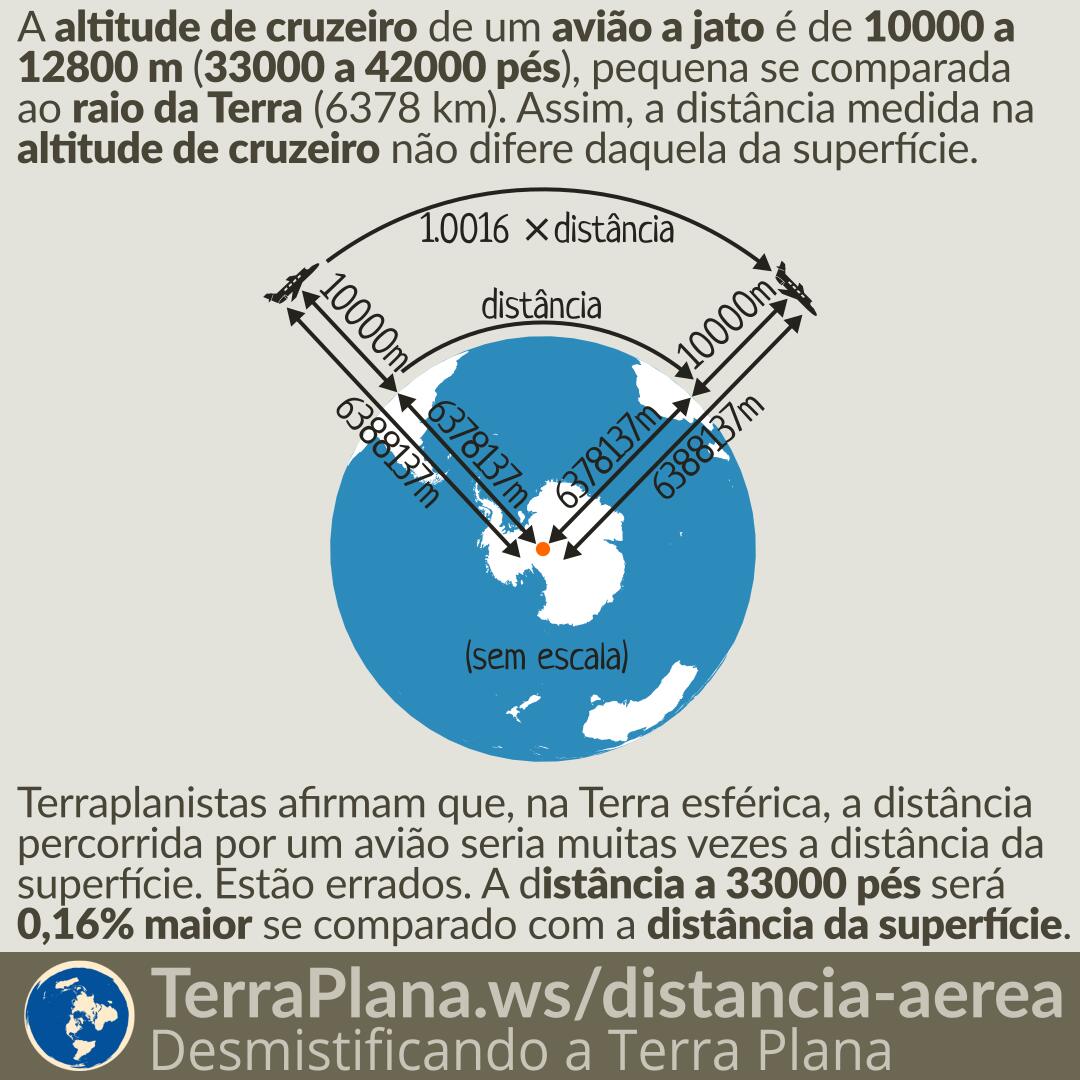 A altitude de cruzeiro de um avião a jato é de 10000 a
12800 m (33000 a 42000 pés), pequena se comparada
ao raio da Terra (6378 km). Assim, a distância medida na
altitude de cruzeiro não difere daquela da superfície.
1.0016 ×distância
distância
10000m
10000m
6388137m
6378137m
6378137m
6388137m
(sem escala)
Terraplanistas afirmam que, na Terra esférica, a distância
percorrida por um avião seria muitas vezes a distância da
superfície. Estão errados. A distância a 33000 pés será
0,16% maior se comparado com a distância da superfície.
TerraPlana.ws/distancia-aerea
Desmistificando a Terra Plana